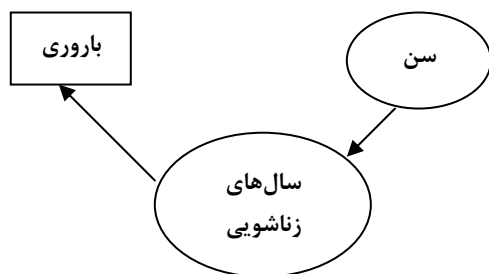 سن
باروری
سال‌های
زناشویی